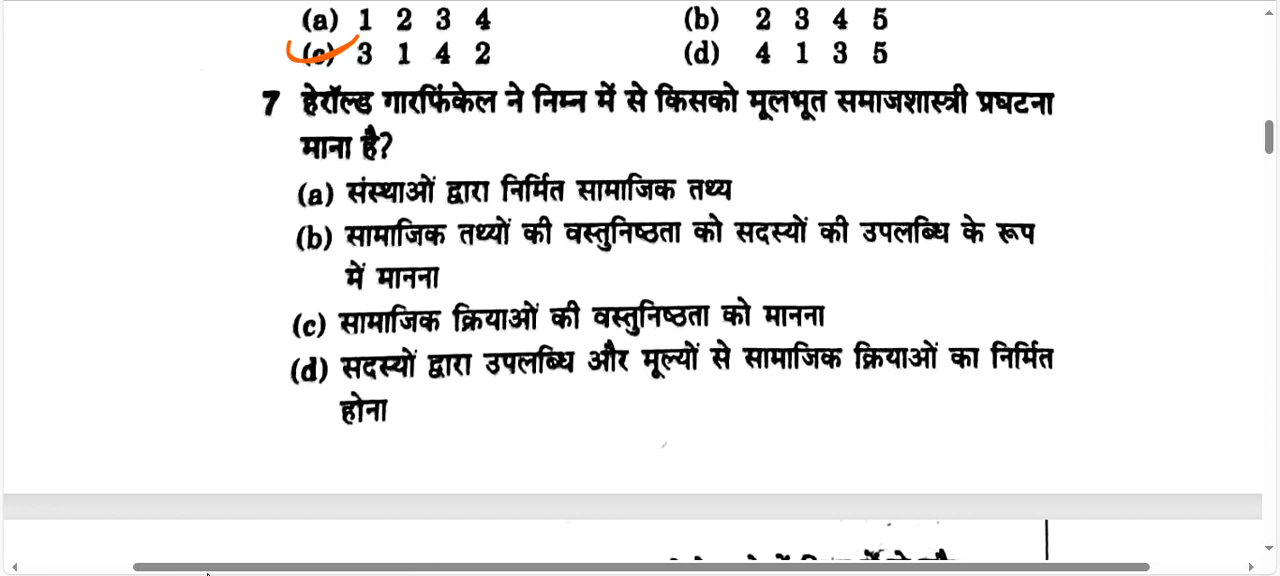 (a) 1 2 3 4 (b) 2 3 4 5
(c) 3 1 4 2 (d) 4 1 3 5
7 हेरॉल्ड गारफिंकेल ने निम्न में से किसको मूलभूत समाजशास्त्री प्रघटना
माना है?
(a) संस्थाओं द्वारा निर्मित सामाजिक तथ्य
(b) सामाजिक तथ्यों की वस्तुनिष्ठता को सदस्यों की उपलब्धि के रूप
में मानना
(c) सामाजिक क्रियाओं की वस्तुनिष्ठता को मानना
(d) सदस्यों द्वारा उपलब्धि और मूल्यों से सामाजिक क्रियाओं का निर्मित
होना